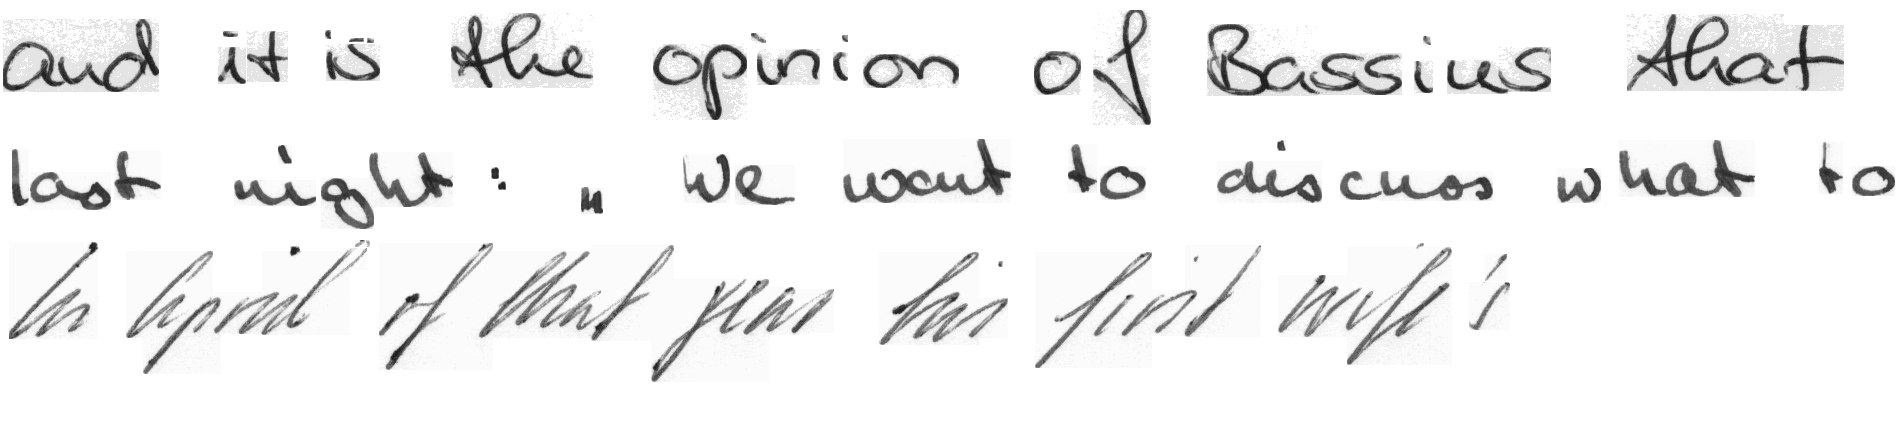 and it is the opinion of Bassius that
last night : „ We want to discuss what to
In April of that year his first wife's